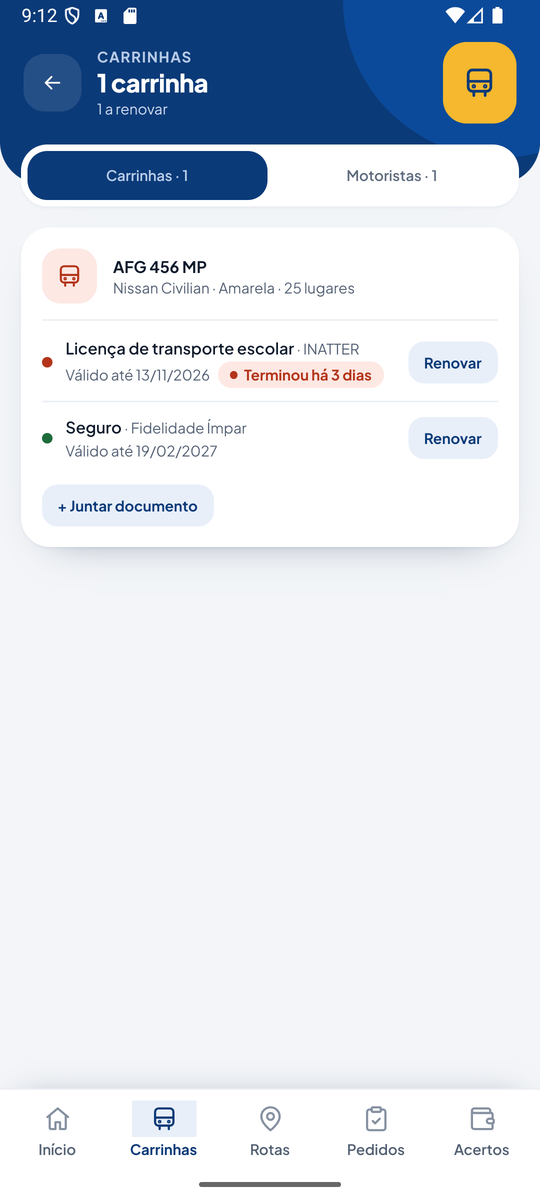 9:12
CARRINHAS
1 carrinha
1 a renovar
Carrinhas · 1
Motoristas · 1
AFG 456 MP
Nissan Civilian · Amarela · 25 lugares
Licença de transporte escolar · INATTER
Válido até 13/11/2026
Terminou há 3 dias
Renovar
Seguro · Fidelidade Ímpar
Válido até 19/02/2027
Renovar
+ Juntar documento
Início
Carrinhas
Rotas
Pedidos
Acertos